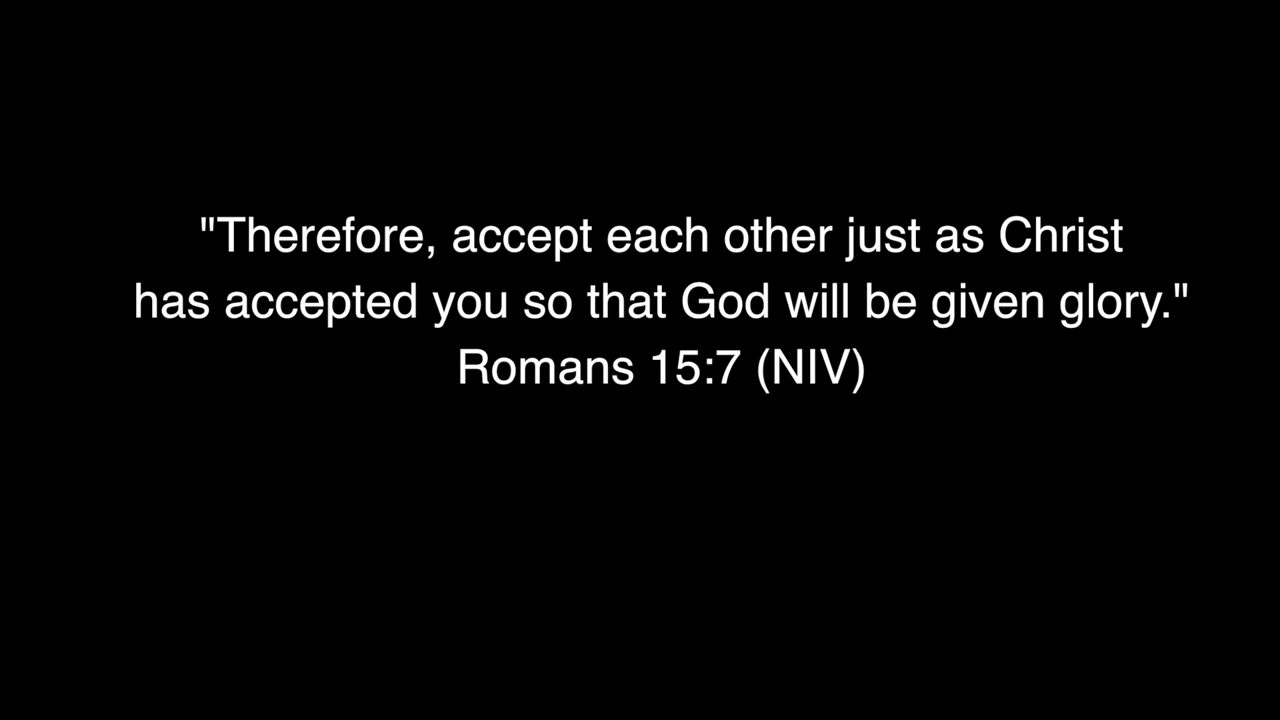 "Therefore, accept each other just as Christ
has accepted you so that God will be given glory."
Romans 15:7 (NIV)